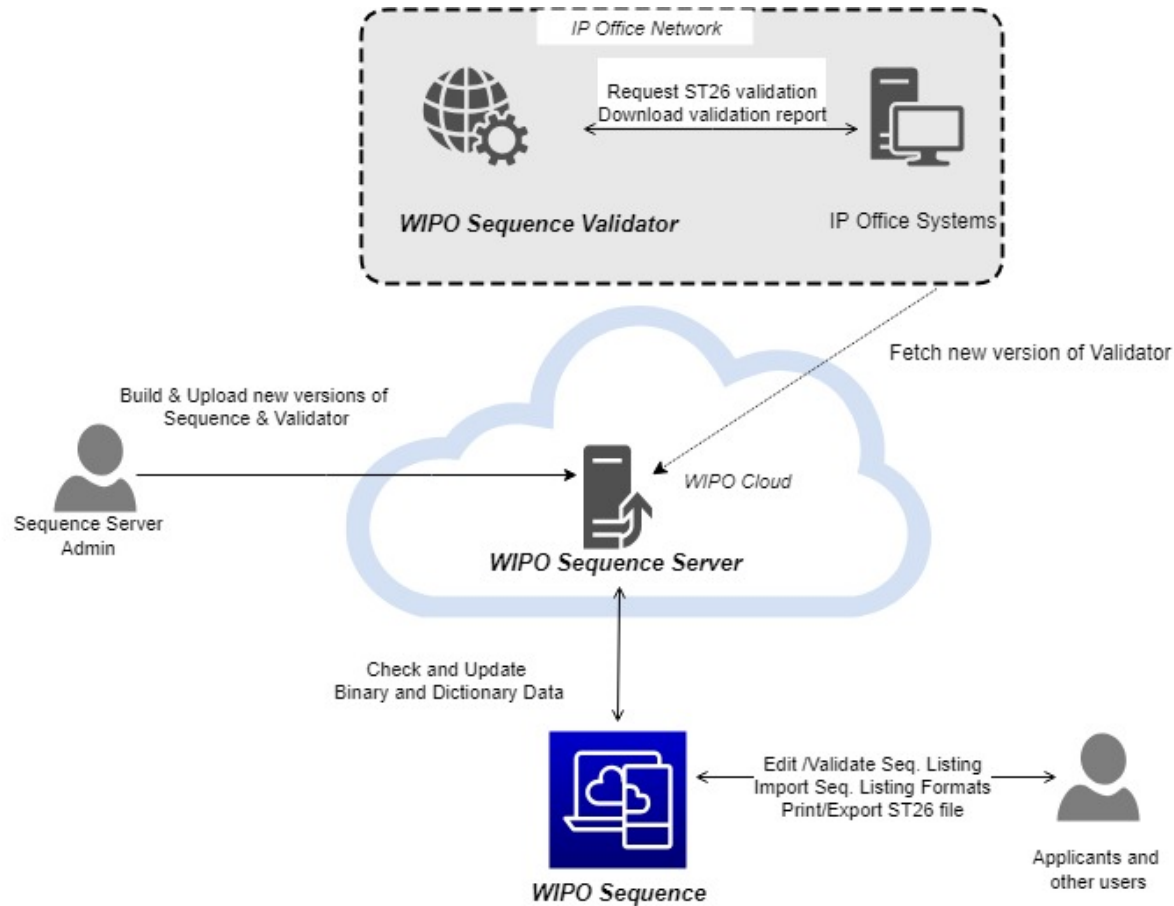 IP Office Network
Request ST26 validation
Download validation report
WIPO Sequence Validator
IP Office Systems
Fetch new version of Validator
Build & Upload new versions of
Sequence & Validator
WIPO Cloud
Sequence Server
Admin
WIPO Sequence Server
Check and Update
Binary and Dictionary Data
Edit /Validate Seq. Listing
Import Seq. Listing Formats
Print/Export ST26 file
Applicants and
other users
WIPO Sequence